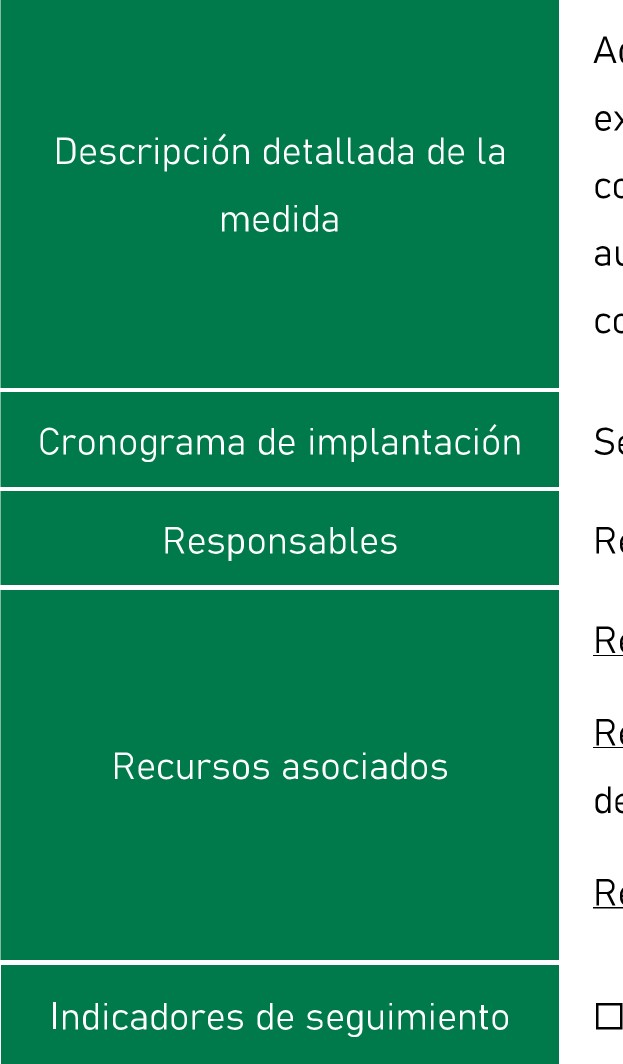 Descripción detallada de la
medida
Cronograma de implantación
Responsables
Recursos asociados
Indicadores de seguimiento